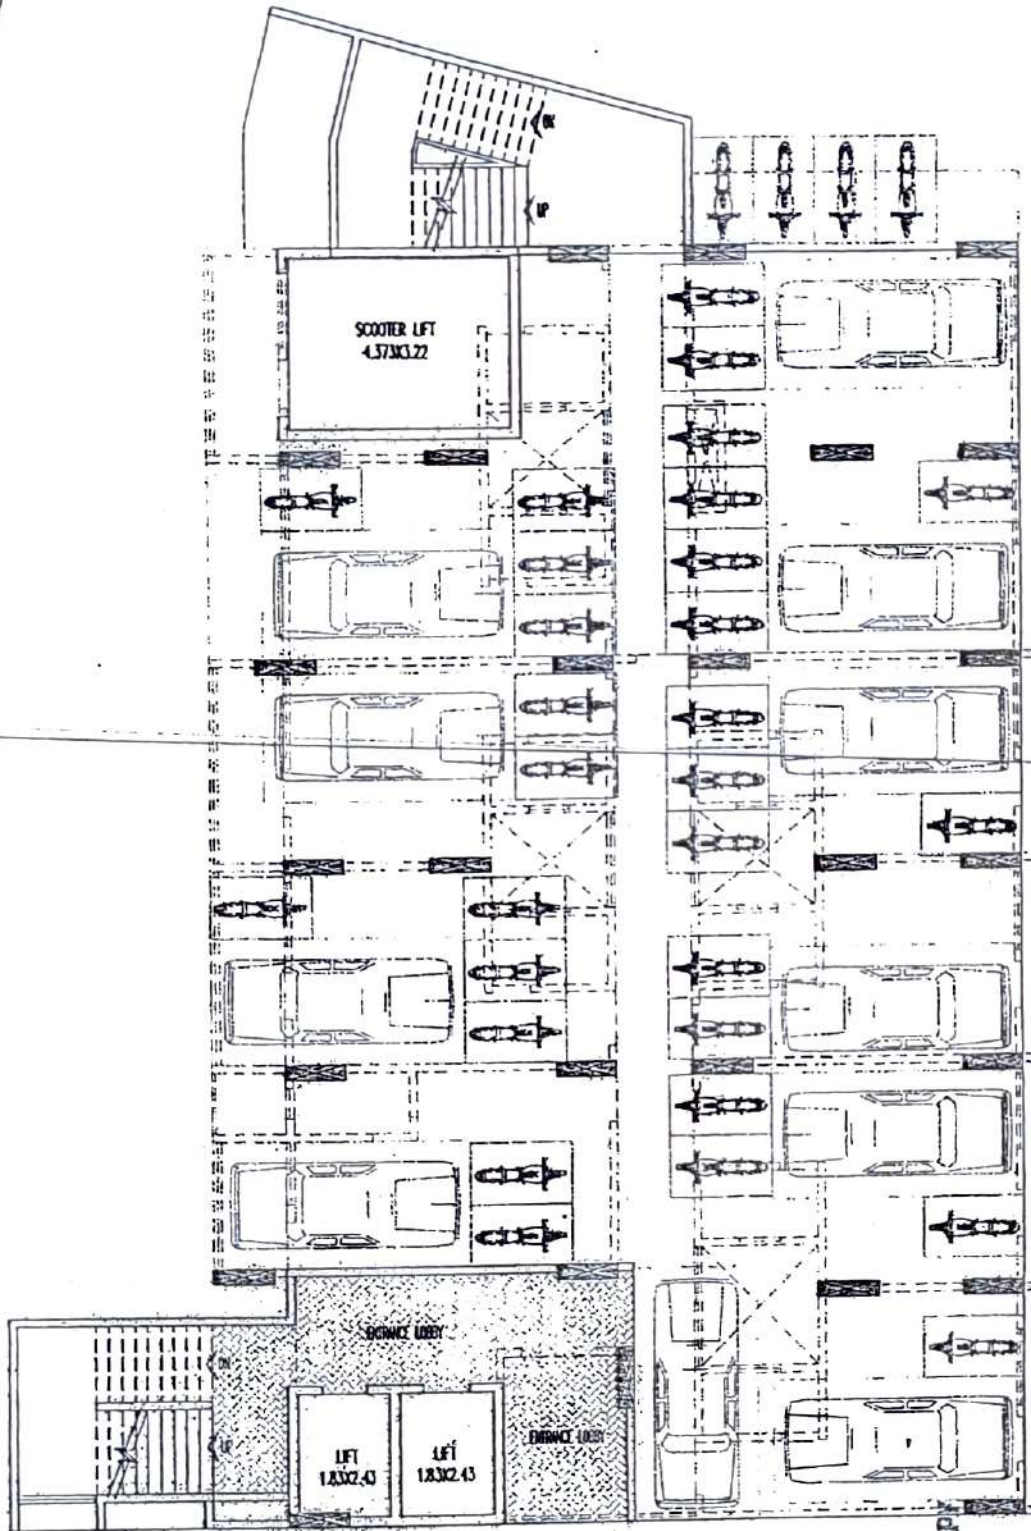 DN
UP
SCOOTER LIFT
4.373X3.22
ENTRANCE LOBBY
DN
UP
LIFT
1.83X2.43
LIFT
1.83X2.43
ENTRANCE LOBBY